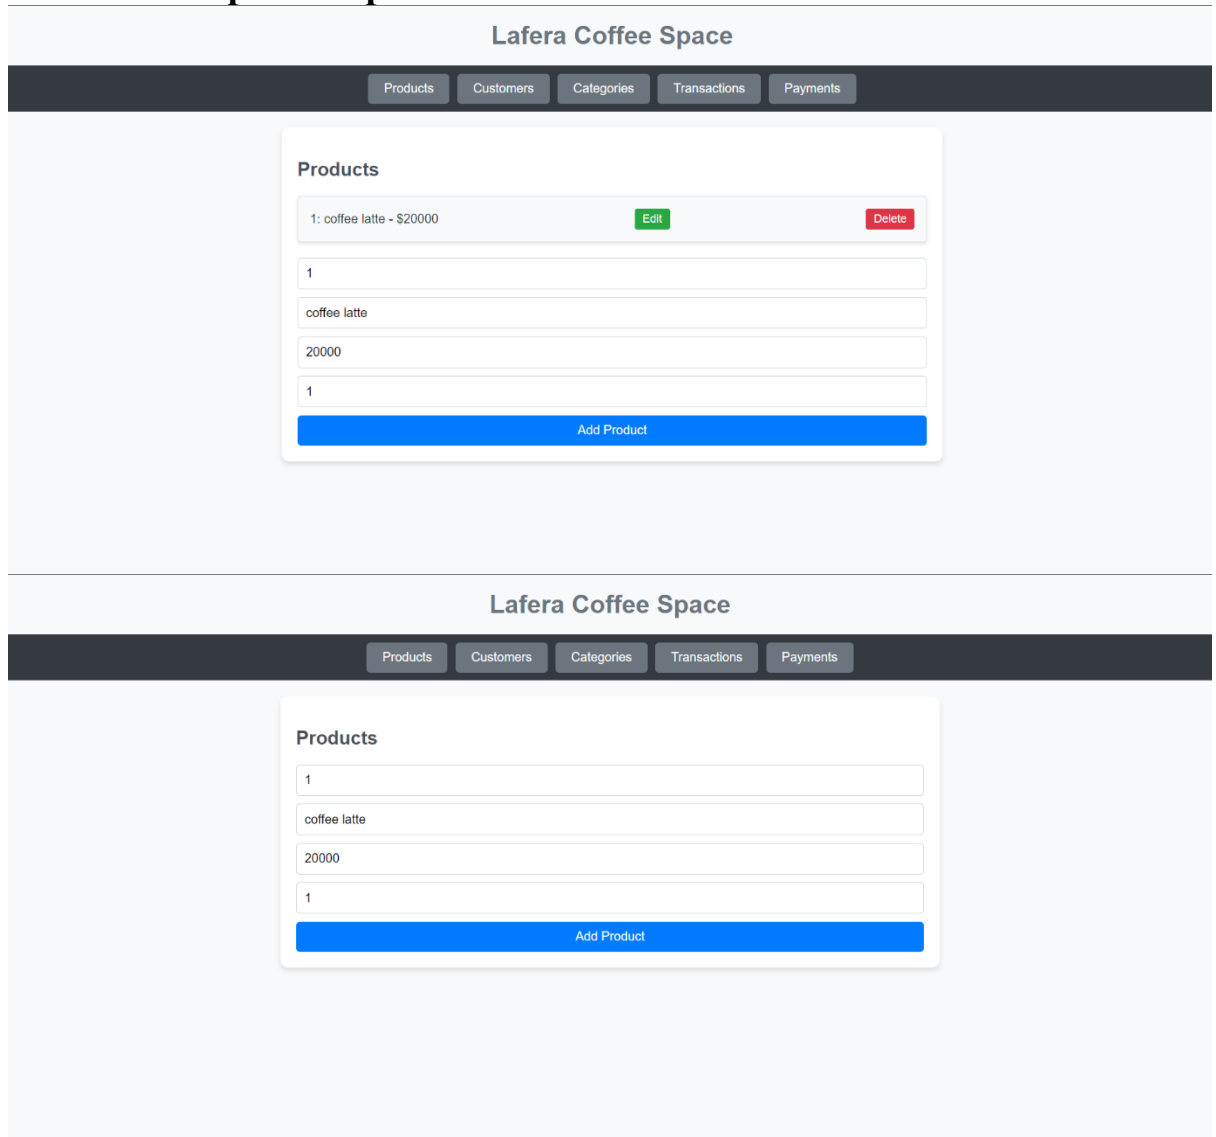 Lafera Coffee Space
Products Customers Categories Transactions Payments
Products
1: coffee latte - $20000 Edit Delete
1
coffee latte
20000
1
Add Product
Lafera Coffee Space
Products Customers Categories Transactions Payments
Products
1
coffee latte
20000
1
Add Product